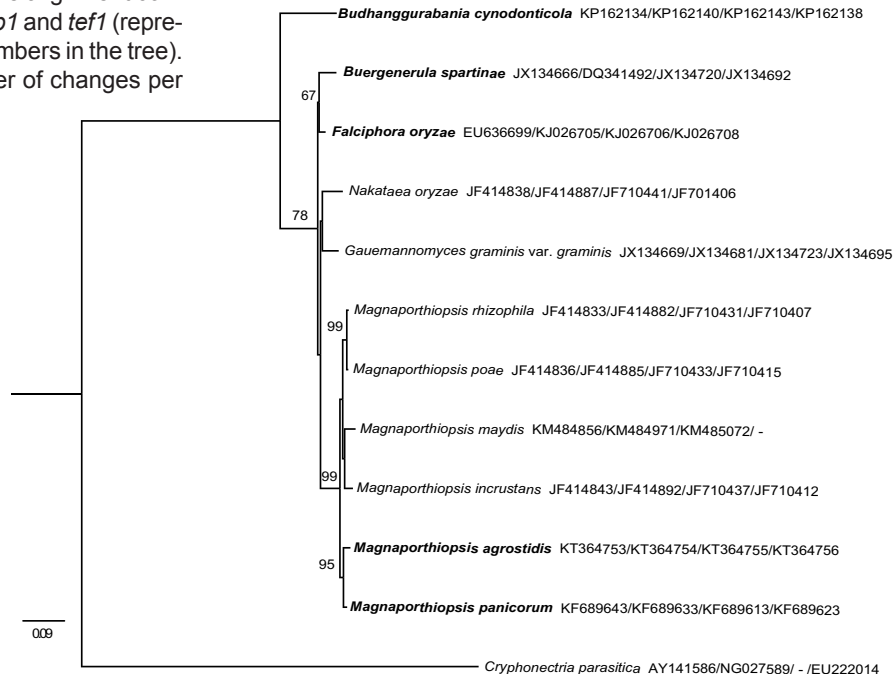 b1 and tef1 (repre-
mbers in the tree).
er of changes per
Budhanggurabania cynodonticola KP162134/KP162140/KP162143/KP162138
Buergenerula spartinae JX134666/DQ341492/JX134720/JX134692
67
Falciphora oryzae EU636699/KJ026705/KJ026706/KJ026708
Nakataea oryzae JF414838/JF414887/JF710441/JF701406
78
Gauemannomyces graminis var. graminis JX134669/JX134681/JX134723/JX134695
Magnaporthiopsis rhizophila JF414833/JF414882/JF710431/JF710407
99
Magnaporthiopsis poae JF414836/JF414885/JF710433/JF710415
Magnaporthiopsis maydis KM484856/KM484971/KM485072/ -
99
Magnaporthiopsis incrustans JF414843/JF414892/JF710437/JF710412
Magnaporthiopsis agrostidis KT364753/KT364754/KT364755/KT364756
95
Magnaporthiopsis panicorum KF689643/KF689633/KF689613/KF689623
0.09
Cryphonectria parasitica AY141586/NG027589/ - /EU222014